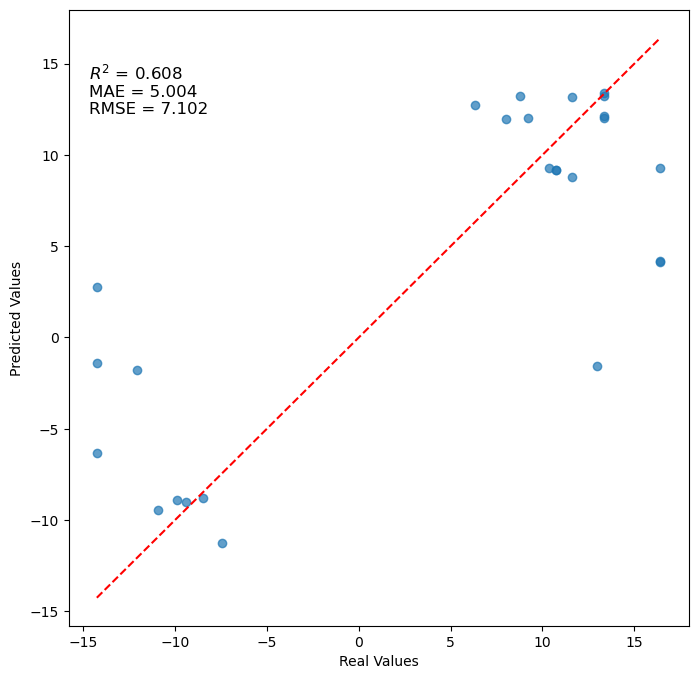 R² = 0.608
MAE = 5.004
RMSE = 7.102
15
10
5
0
−5
−10
−15
Predicted Values
−15 −10 −5 0 5 10 15
Real Values